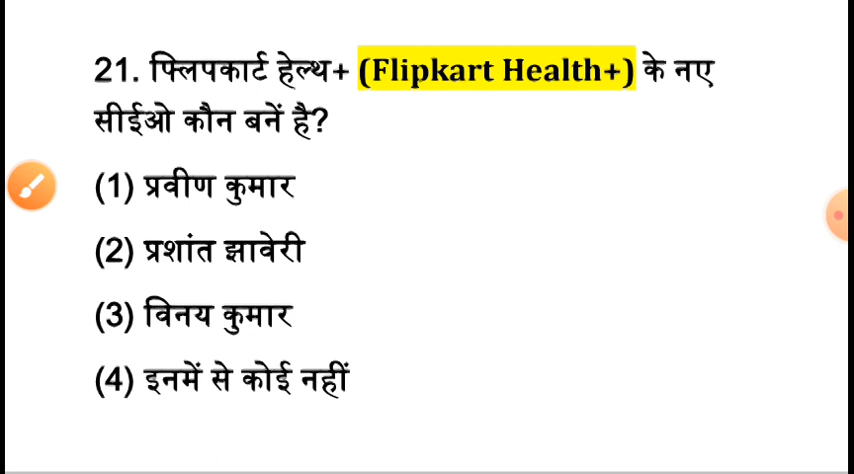 21. फ्लिपकार्ट हेल्थ+ (Flipkart Health+) के नए
सीईओ कौन बनें है?
(1) प्रवीण कुमार
(2) प्रशांत झावेरी
(3) विनय कुमार
(4) इनमें से कोई नहीं